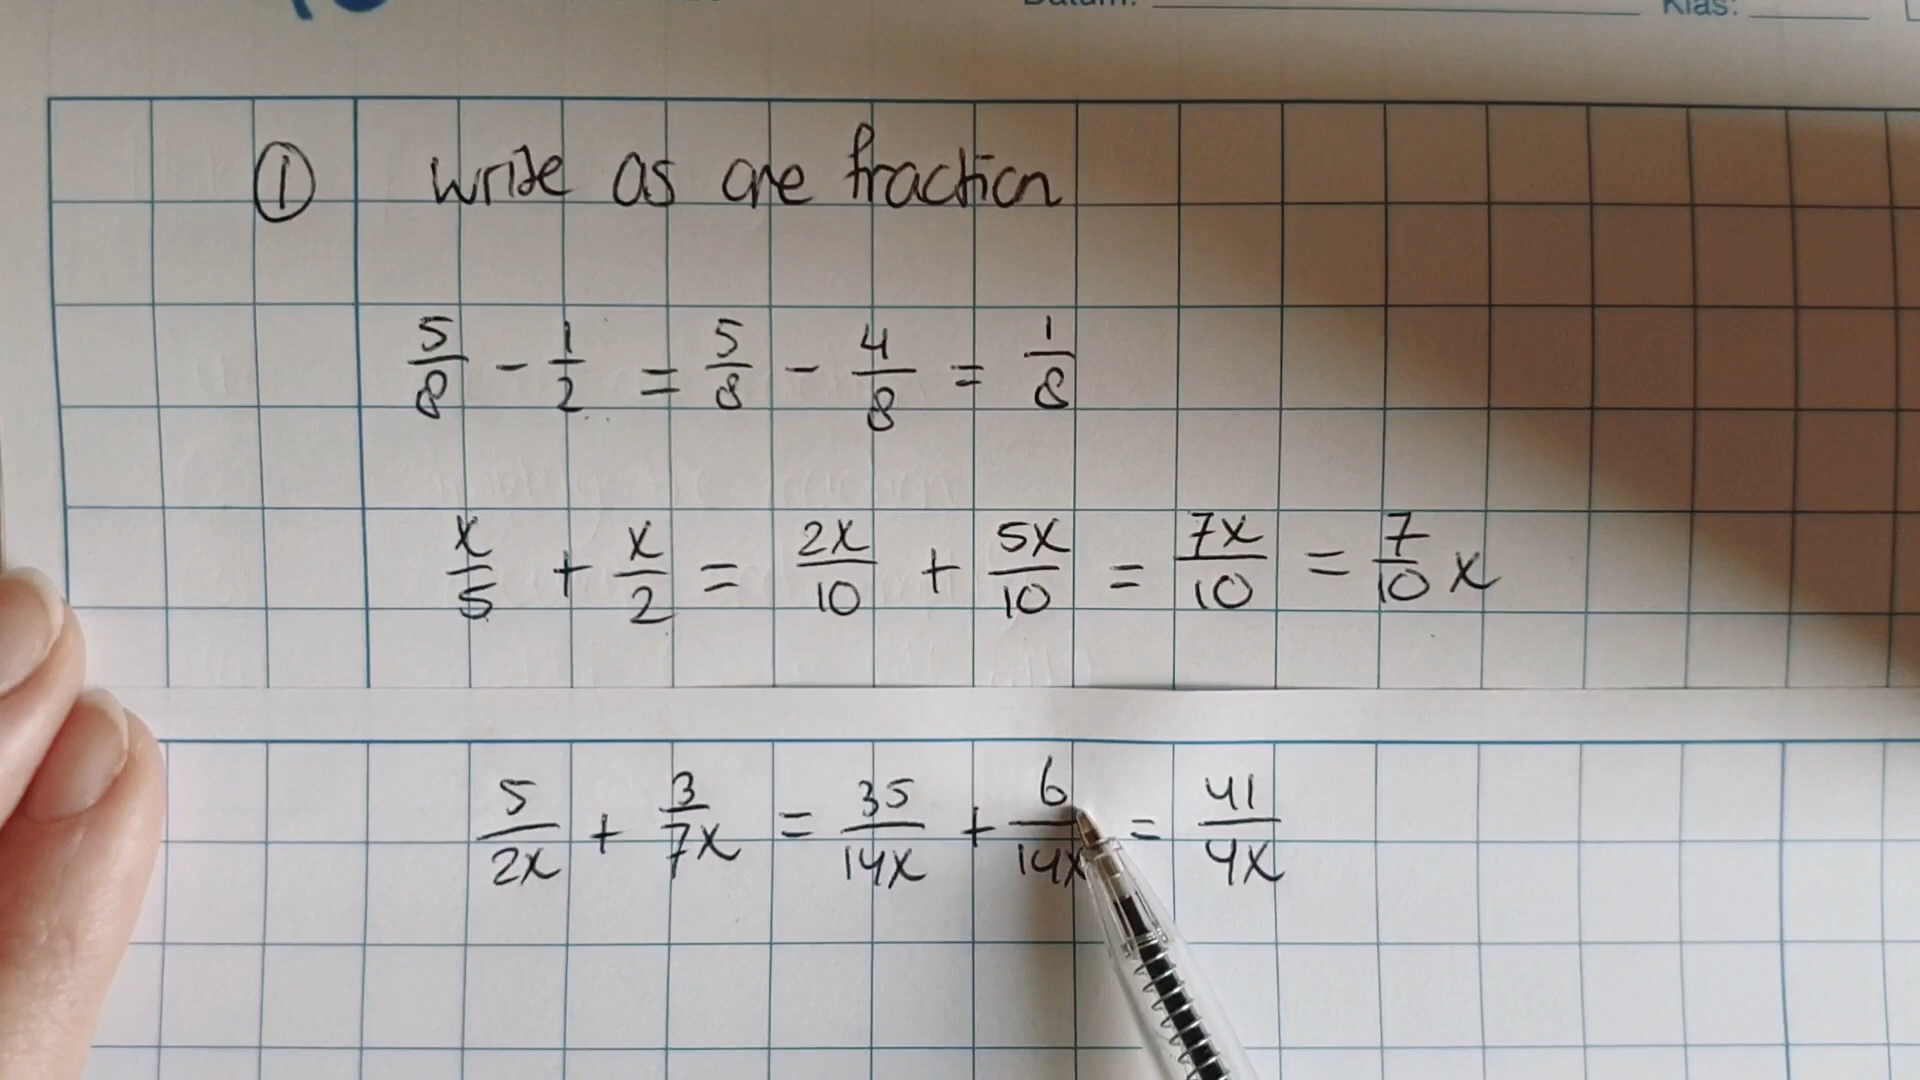 Datum: Klas:
① write as one fraction
5/8 - 1/2 = 5/8 - 4/8 = 1/8
x/5 + x/2 = 2x/10 + 5x/10 = 7x/10 = 7/10 x
5/2x + 3/7x = 35/14x + 6/14x = 41/4x